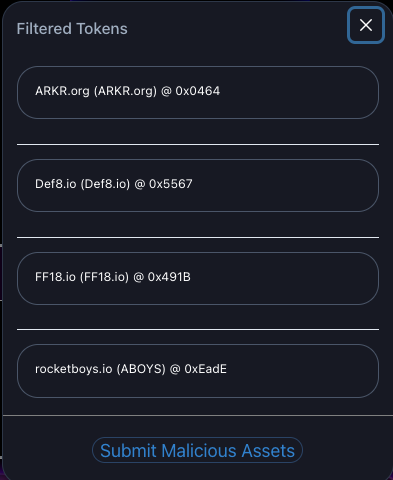 Filtered Tokens
ARKR.org (ARKR.org) @ 0x0464
Def8.io (Def8.io) @ 0x5567
FF18.io (FF18.io) @ 0x491B
rocketboys.io (ABOYS) @ 0xEadE
Submit Malicious Assets